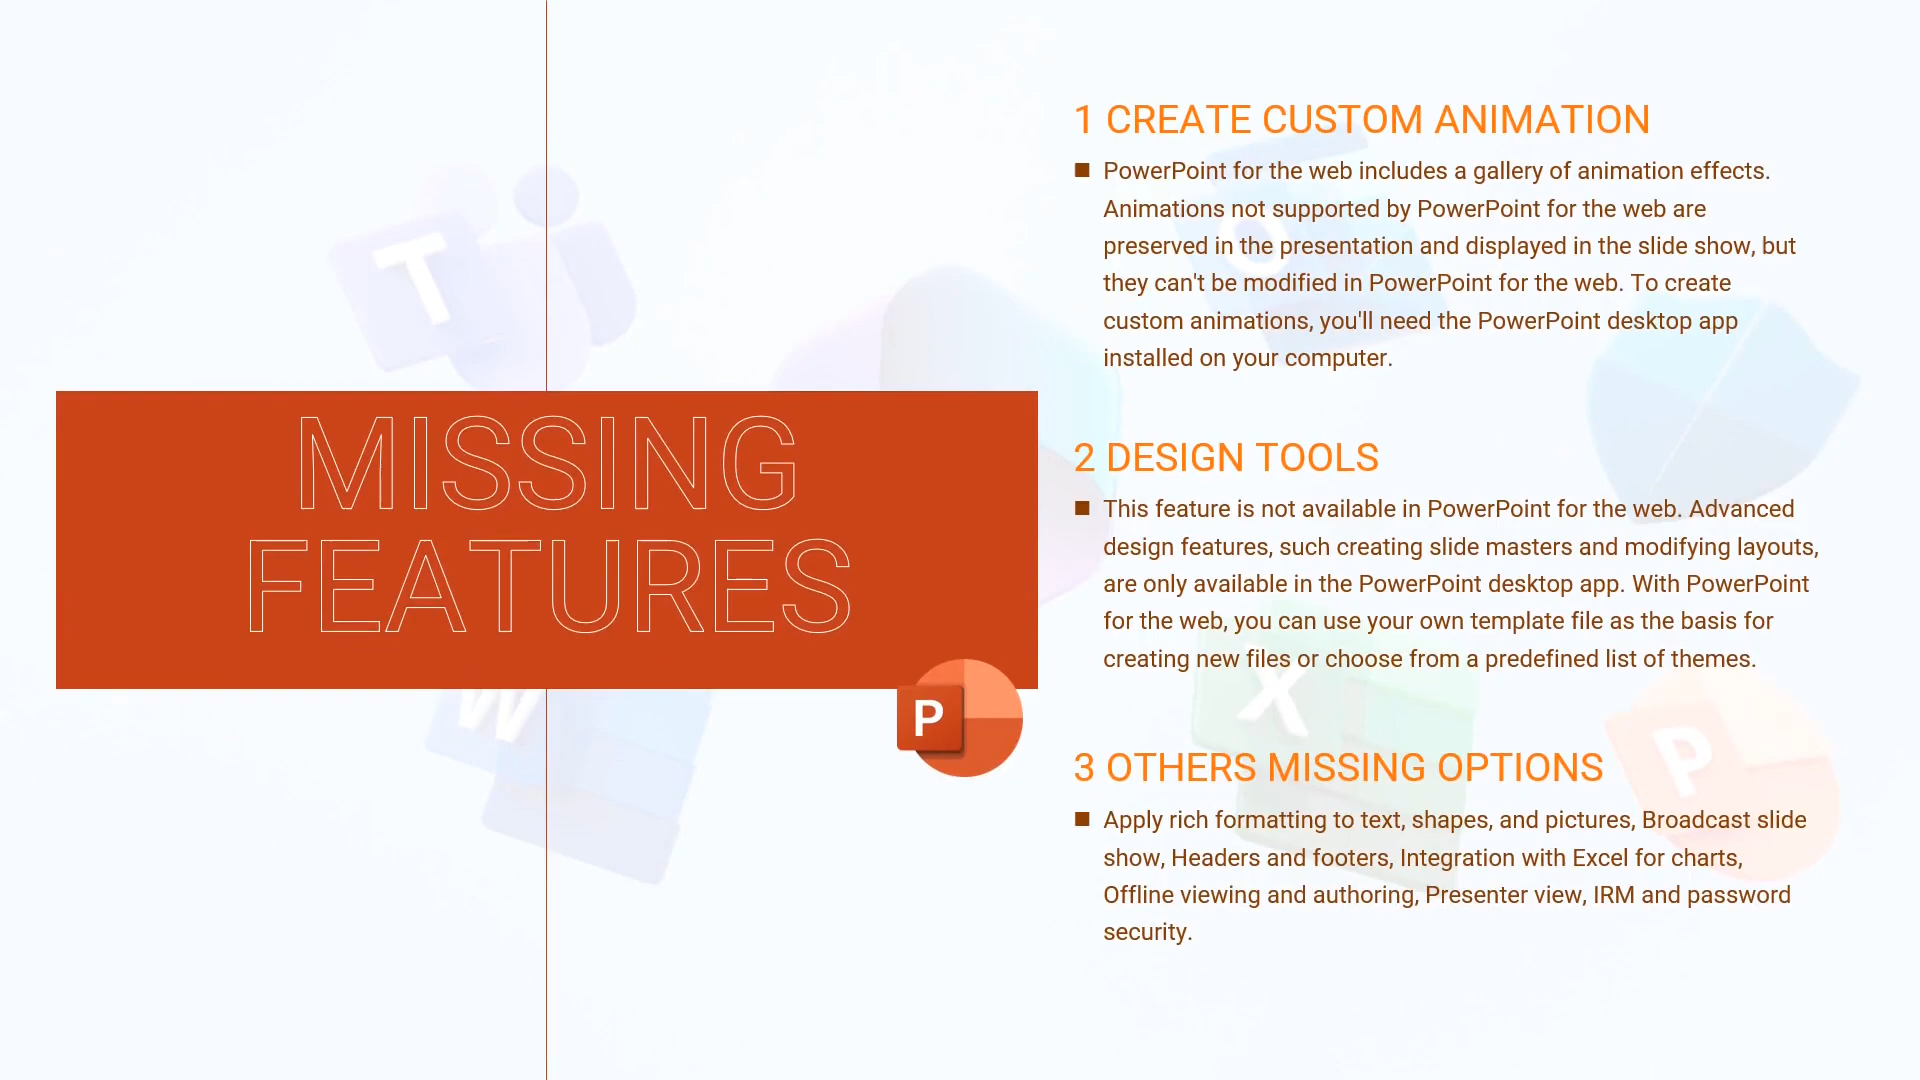 MISSING
FEATURES
P
1 CREATE CUSTOM ANIMATION
PowerPoint for the web includes a gallery of animation effects.
Animations not supported by PowerPoint for the web are
preserved in the presentation and displayed in the slide show, but
they can't be modified in PowerPoint for the web. To create
custom animations, you'll need the PowerPoint desktop app
installed on your computer.
2 DESIGN TOOLS
This feature is not available in PowerPoint for the web. Advanced
design features, such creating slide masters and modifying layouts,
are only available in the PowerPoint desktop app. With PowerPoint
for the web, you can use your own template file as the basis for
creating new files or choose from a predefined list of themes.
3 OTHERS MISSING OPTIONS
Apply rich formatting to text, shapes, and pictures, Broadcast slide
show, Headers and footers, Integration with Excel for charts,
Offline viewing and authoring, Presenter view, IRM and password
security.
T
W
O
X
P